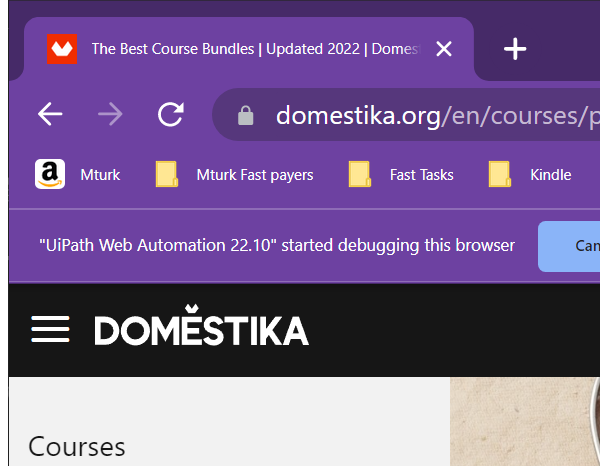 The Best Course Bundles | Updated 2022 | Domes
domestika.org/en/courses/p
Mturk Mturk Fast payers Fast Tasks Kindle
"UiPath Web Automation 22.10" started debugging this browser Can
DOMESTIKA
Courses